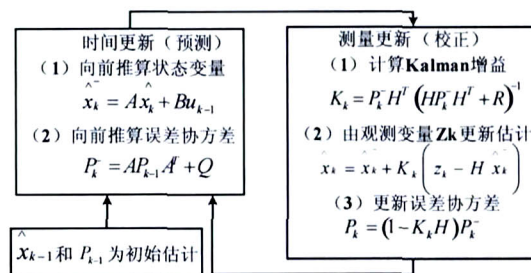 时间更新（预测）
（1）向前推算状态变量
x̂ₖ⁻ = Ax̂ₖ + Buₖ₋₁
（2）向前推算误差协方差
Pₖ⁻ = APₖ₋₁Aᵀ + Q
x̂ₖ₋₁和 Pₖ₋₁ 为初始估计
测量更新（校正）
（1）计算Kalman增益
Kₖ = Pₖ⁻Hᵀ(HPₖ⁻Hᵀ + R)⁻¹
（2）由观测变量Zk更新估计
x̂ₖ = x̂ₖ⁻ + Kₖ(zₖ − H x̂ₖ⁻)
（3）更新误差协方差
Pₖ = (1 − KₖH)Pₖ⁻